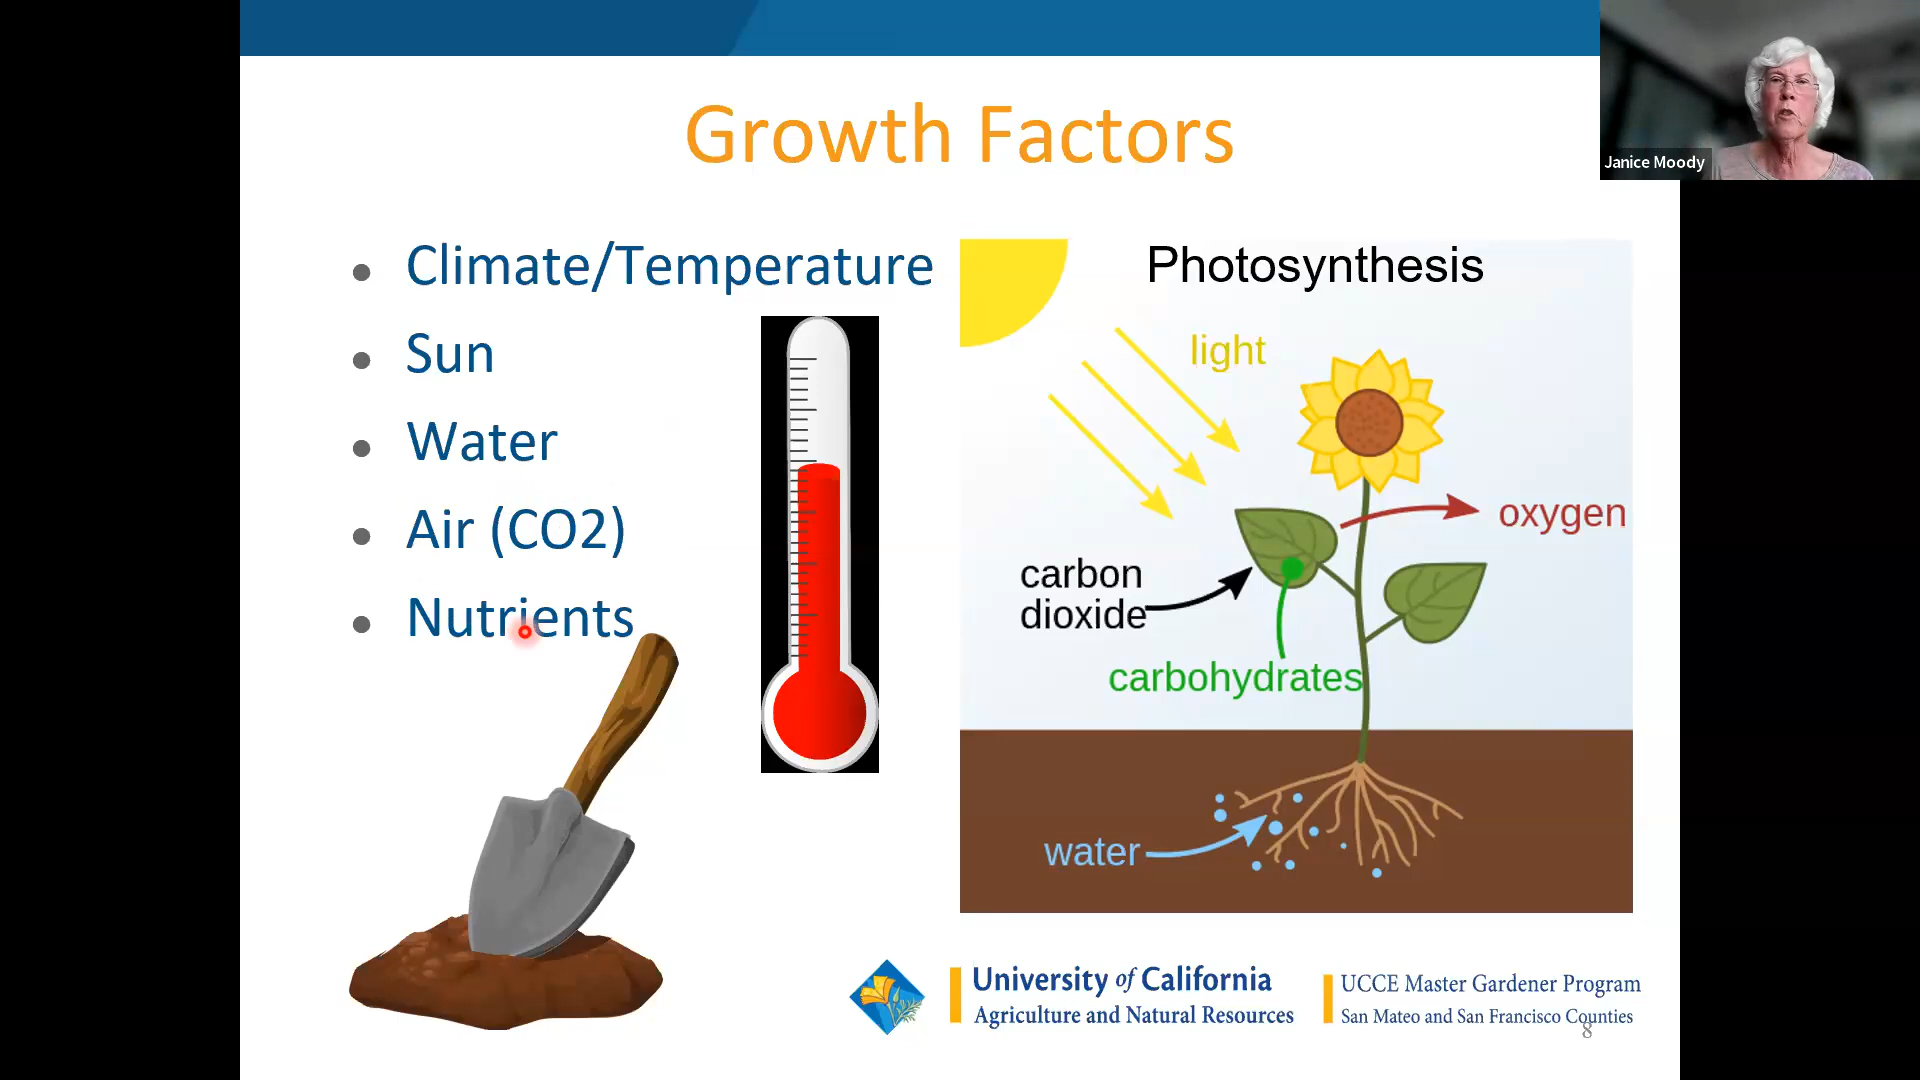 Growth Factors
Janice Moody
Climate/Temperature
Sun
Water
Air (CO2)
Nutrients
Photosynthesis
light
oxygen
carbon
dioxide
carbohydrates
water
University of California
Agriculture and Natural Resources
UCCE Master Gardener Program
San Mateo and San Francisco Counties
8